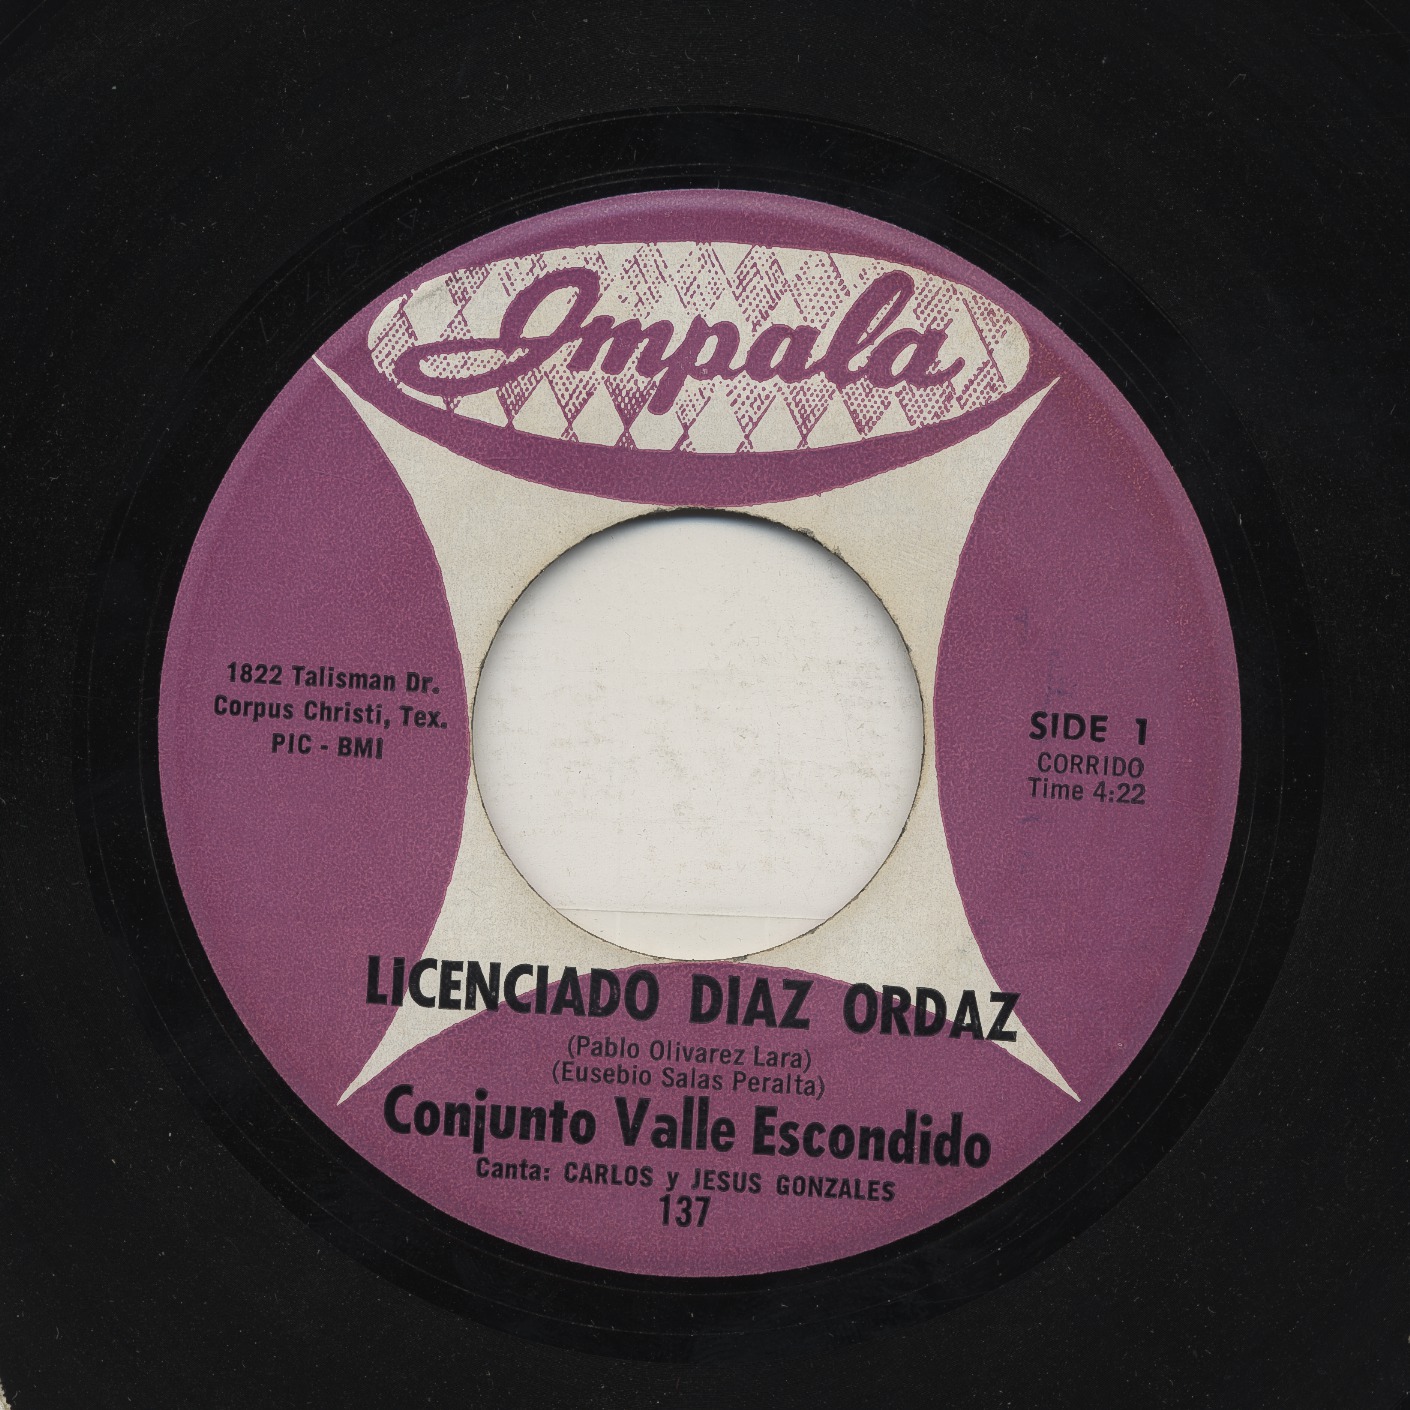 Impala
1822 Talisman Dr.
Corpus Christi, Tex.
PIC - BMI
SIDE 1
CORRIDO
Time 4:22
LICENCIADO DIAZ ORDAZ
(Pablo Olivarez Lara)
(Eusebio Salas Peralta)
Conjunto Valle Escondido
Canta: CARLOS y JESUS GONZALES
137